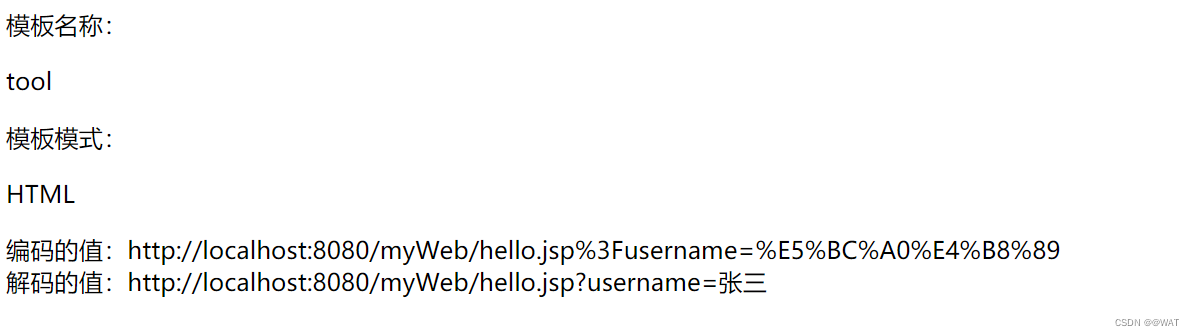 模板名称：
tool
模板模式：
HTML
编码的值：http://localhost:8080/myWeb/hello.jsp%3Fusername=%E5%BC%A0%E4%B8%89
解码的值：http://localhost:8080/myWeb/hello.jsp?username=张三
CSDN @@WAT